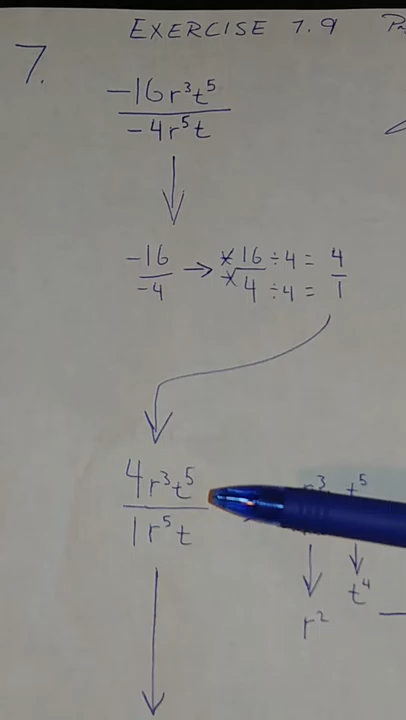 EXERCISE 7.9
7.
-16r³t⁵
-4r⁵t
-16 → 16 ÷ 4 = 4
-4 4 ÷ 4 = 1
4r³t⁵ r³ t⁵
1r⁵t
t⁴
r²